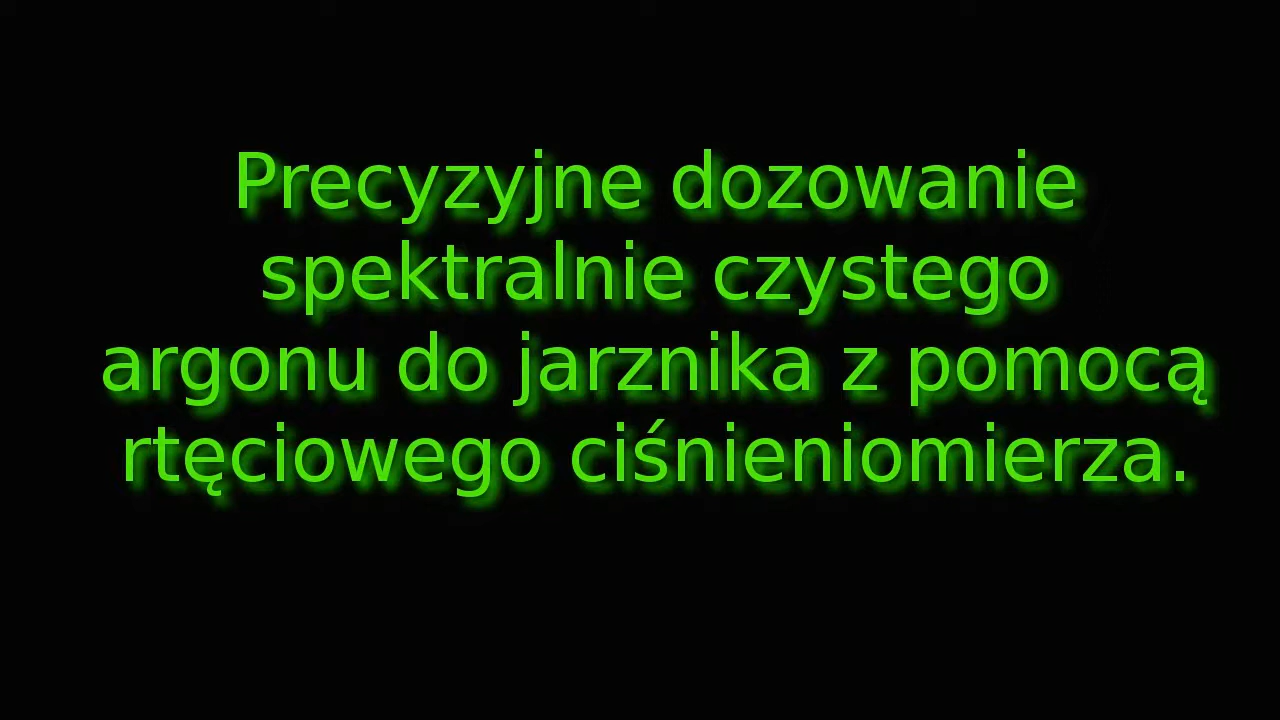 Precyzyjne dozowanie
spektralnie czystego
argonu do jarznika z pomocą
rtęciowego ciśnieniomierza.